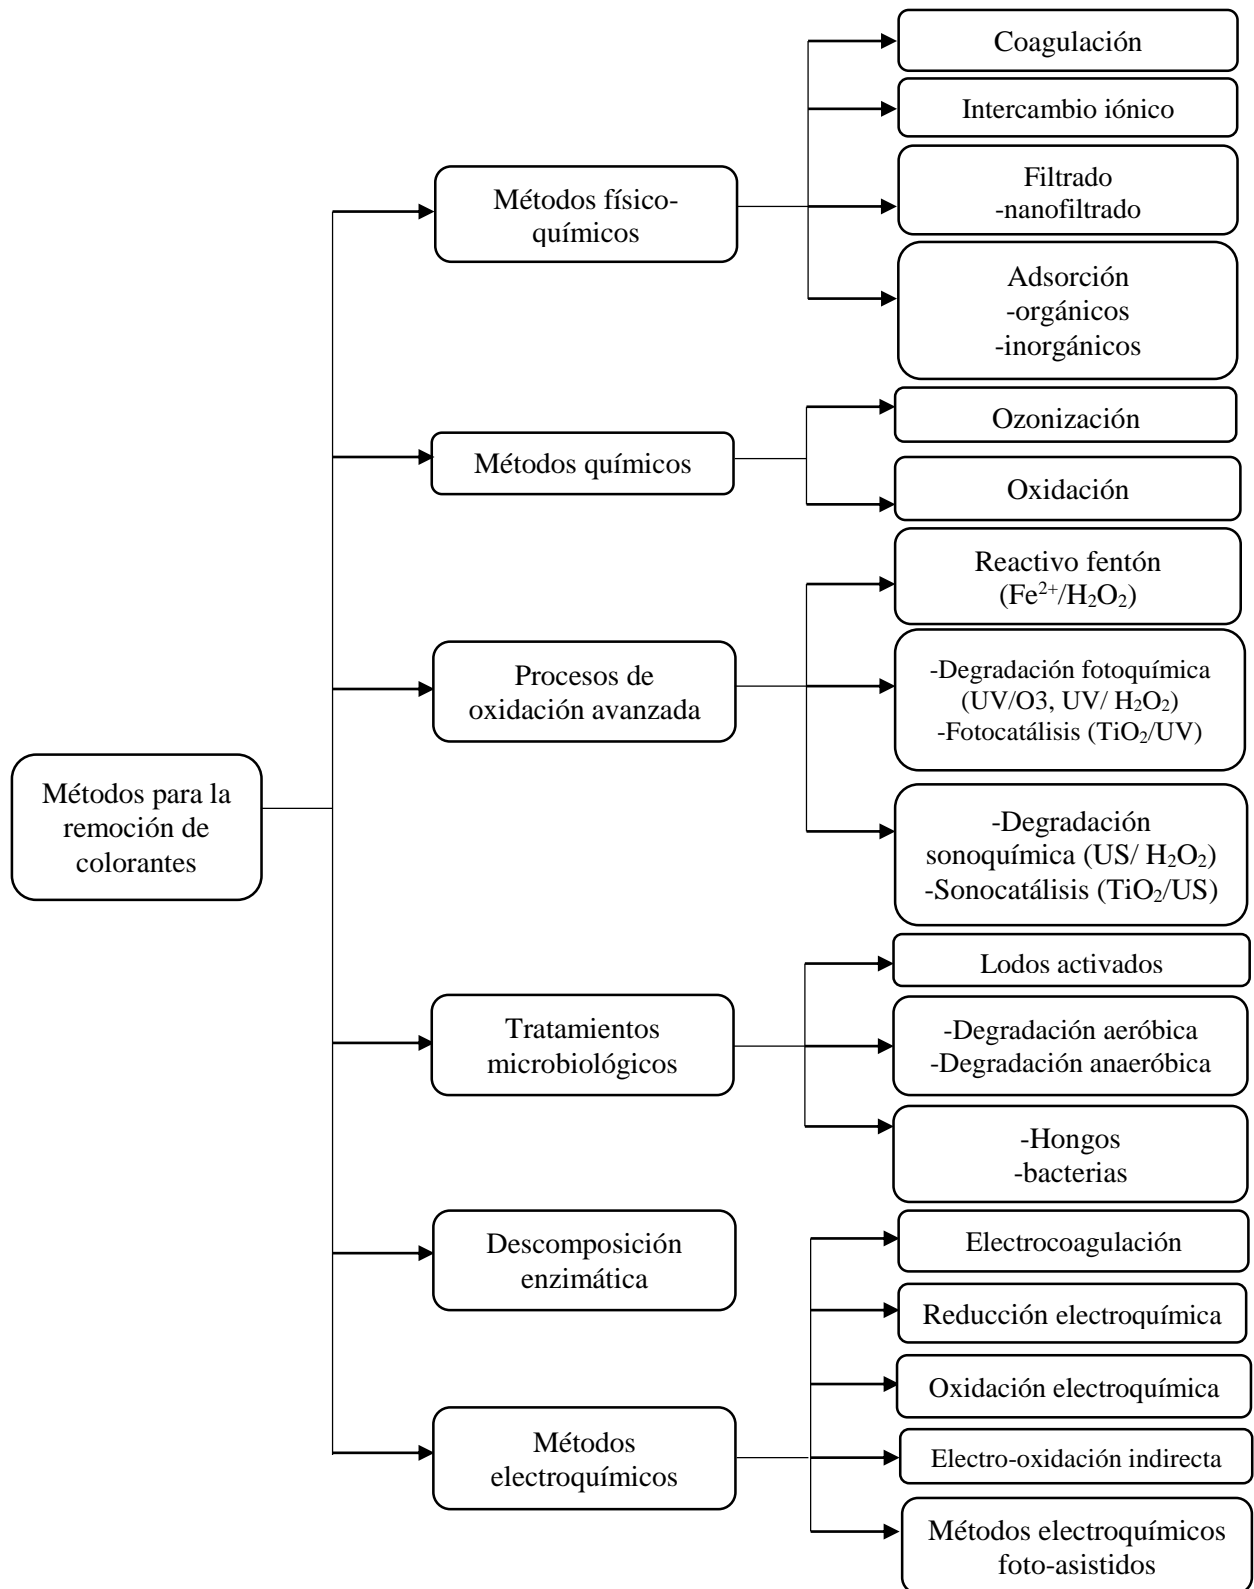 Métodos para la
remoción de
colorantes
Métodos físico-
químicos
Coagulación
Intercambio iónico
Filtrado
-nanofiltrado
Adsorción
-orgánicos
-inorgánicos
Métodos químicos
Ozonización
Oxidación
Procesos de
oxidación avanzada
Reactivo fentón
(Fe²⁺/H₂O₂)
-Degradación fotoquímica
(UV/O3, UV/ H₂O₂)
-Fotocatálisis (TiO₂/UV)
-Degradación
sonoquímica (US/ H₂O₂)
-Sonocatálisis (TiO₂/US)
Tratamientos
microbiológicos
Lodos activados
-Degradación aeróbica
-Degradación anaeróbica
-Hongos
-bacterias
Descomposición
enzimática
Métodos
electroquímicos
Electrocoagulación
Reducción electroquímica
Oxidación electroquímica
Electro-oxidación indirecta
Métodos electroquímicos
foto-asistidos